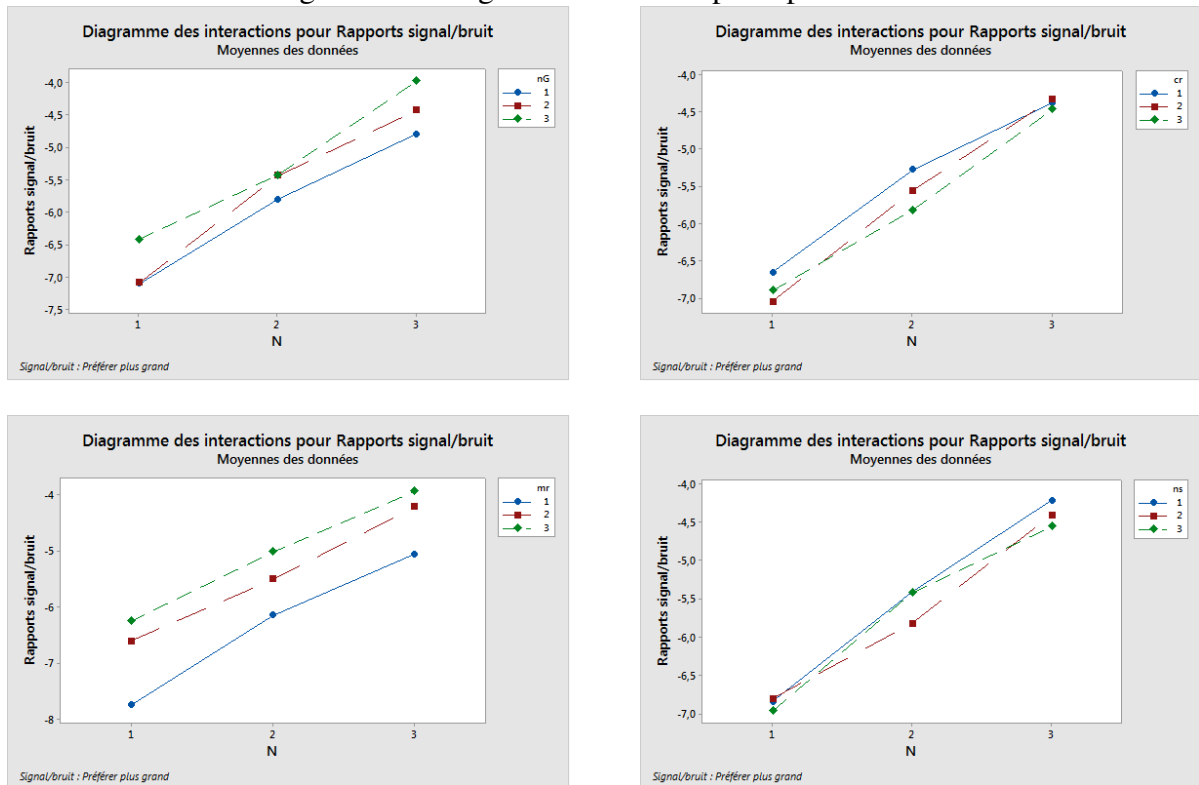 Diagramme des interactions pour Rapports signal/bruit
Moyennes des données
Rapports signal/bruit
-4,0
-4,5
-5,0
-5,5
-6,0
-6,5
-7,0
-7,5
1
2
3
N
nG
1
2
3
Signal/bruit : Préférer plus grand
Diagramme des interactions pour Rapports signal/bruit
Moyennes des données
Rapports signal/bruit
-4,0
-4,5
-5,0
-5,5
-6,0
-6,5
-7,0
1
2
3
N
cr
1
2
3
Signal/bruit : Préférer plus grand
Diagramme des interactions pour Rapports signal/bruit
Moyennes des données
Rapports signal/bruit
-4
-5
-6
-7
-8
1
2
3
N
mr
1
2
3
Signal/bruit : Préférer plus grand
Diagramme des interactions pour Rapports signal/bruit
Moyennes des données
Rapports signal/bruit
-4,0
-4,5
-5,0
-5,5
-6,0
-6,5
-7,0
1
2
3
N
ns
1
2
3
Signal/bruit : Préférer plus grand